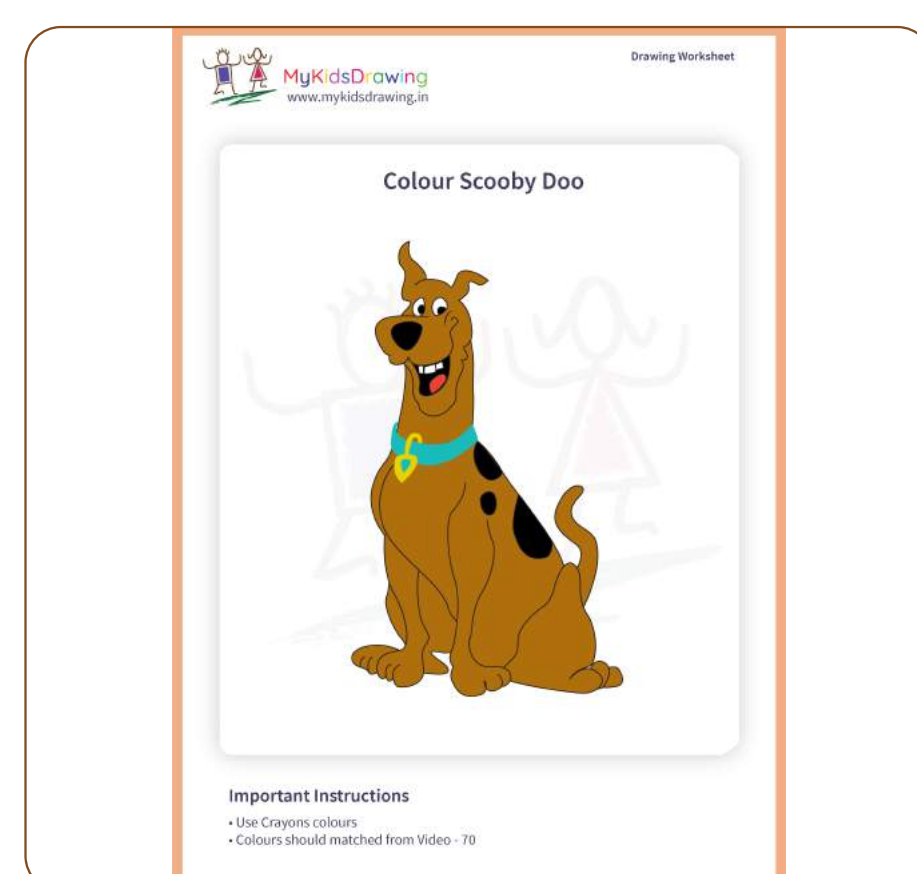 Drawing Worksheet
MyKidsDrawing
www.mykidsdrawing.in
Colour Scooby Doo
Important Instructions
• Use Crayons colours
• Colours should matched from Video - 70